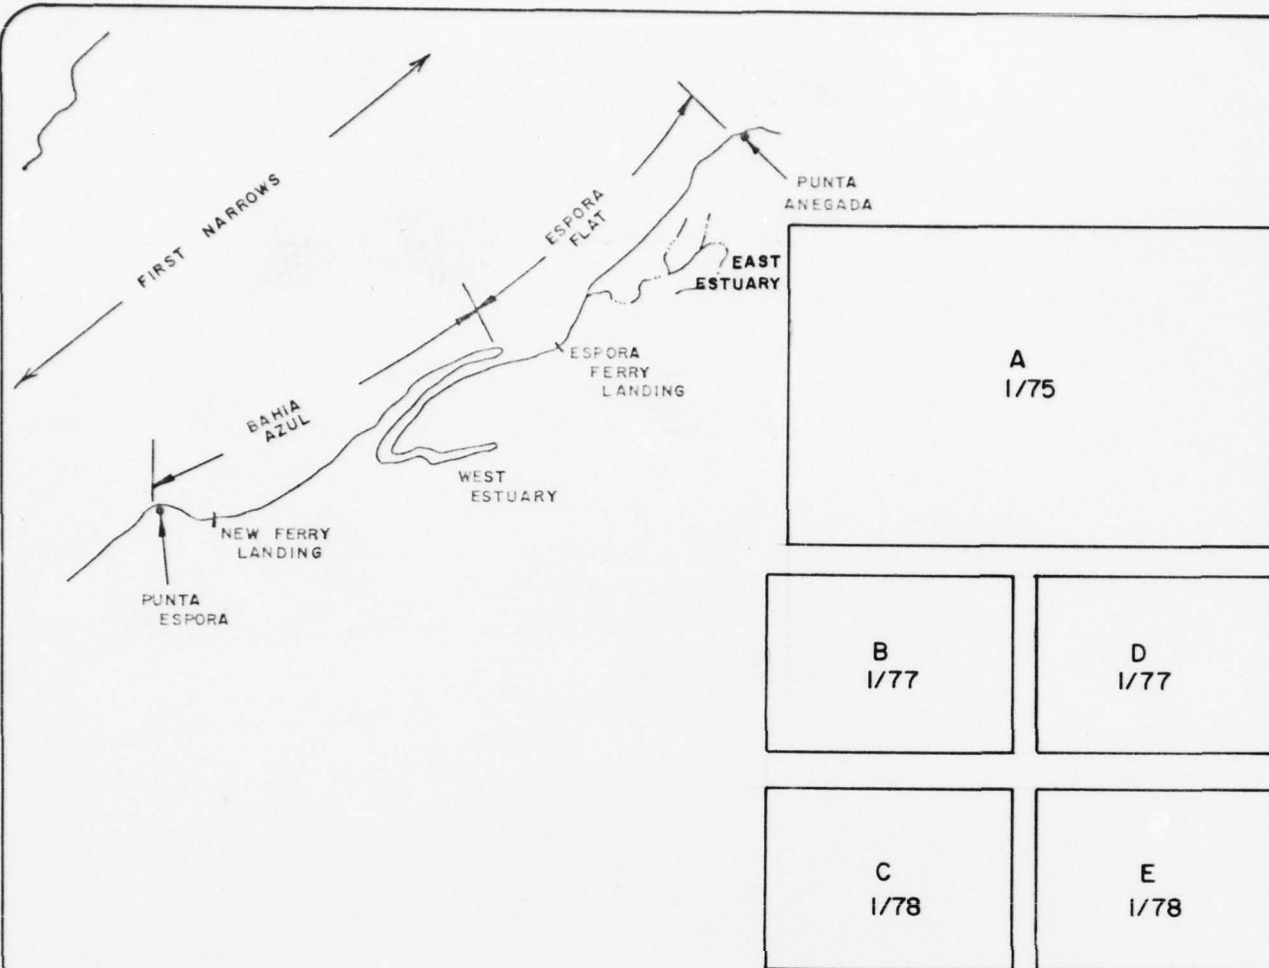 FIRST NARROWS
ESPORA
FLAT
PUNTA
ANEGADA
EAST
ESTUARY
ESPORA
FERRY
LANDING
BAHIA
AZUL
WEST
ESTUARY
NEW FERRY
LANDING
PUNTA
ESPORA
A
1/75
B
1/77
D
1/77
C
1/78
E
1/78